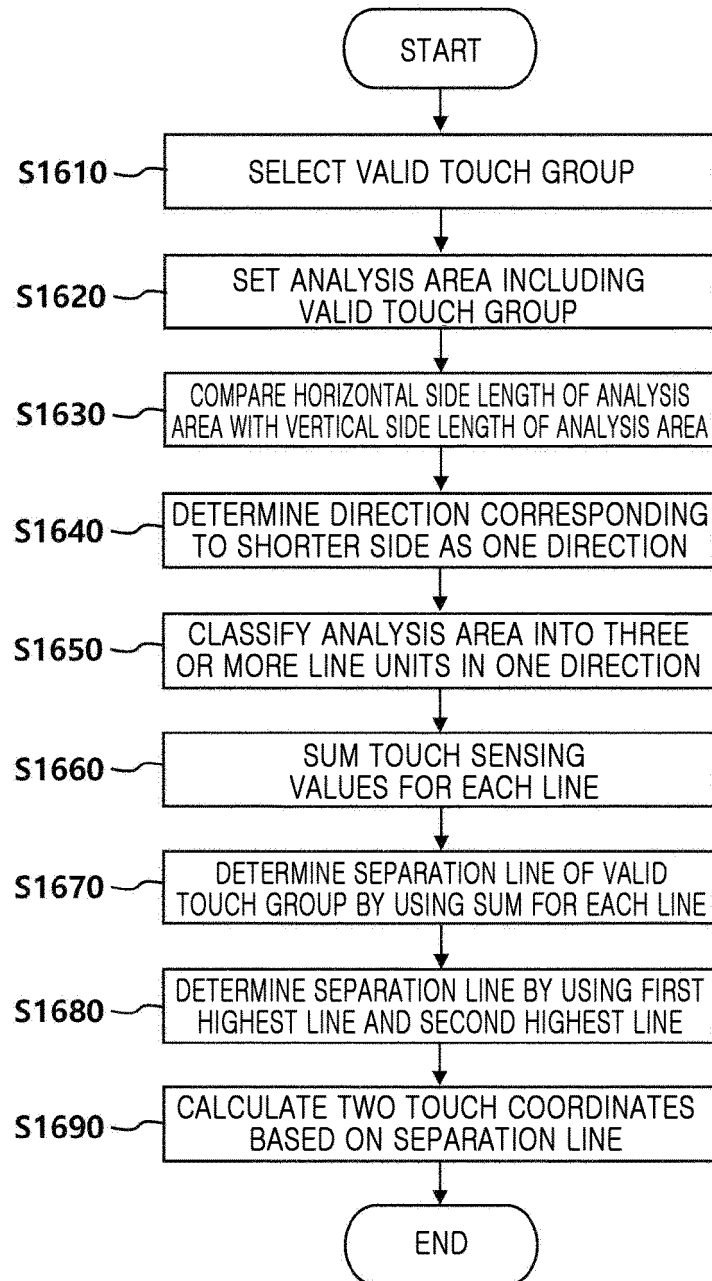 START
S1610
SELECT VALID TOUCH GROUP
S1620
SET ANALYSIS AREA INCLUDING
VALID TOUCH GROUP
S1630
COMPARE HORIZONTAL SIDE LENGTH OF ANALYSIS
AREA WITH VERTICAL SIDE LENGTH OF ANALYSIS AREA
S1640
DETERMINE DIRECTION CORRESPONDING
TO SHORTER SIDE AS ONE DIRECTION
S1650
CLASSIFY ANALYSIS AREA INTO THREE
OR MORE LINE UNITS IN ONE DIRECTION
S1660
SUM TOUCH SENSING
VALUES FOR EACH LINE
S1670
DETERMINE SEPARATION LINE OF VALID
TOUCH GROUP BY USING SUM FOR EACH LINE
S1680
DETERMINE SEPARATION LINE BY USING FIRST
HIGHEST LINE AND SECOND HIGHEST LINE
S1690
CALCULATE TWO TOUCH COORDINATES
BASED ON SEPARATION LINE
END